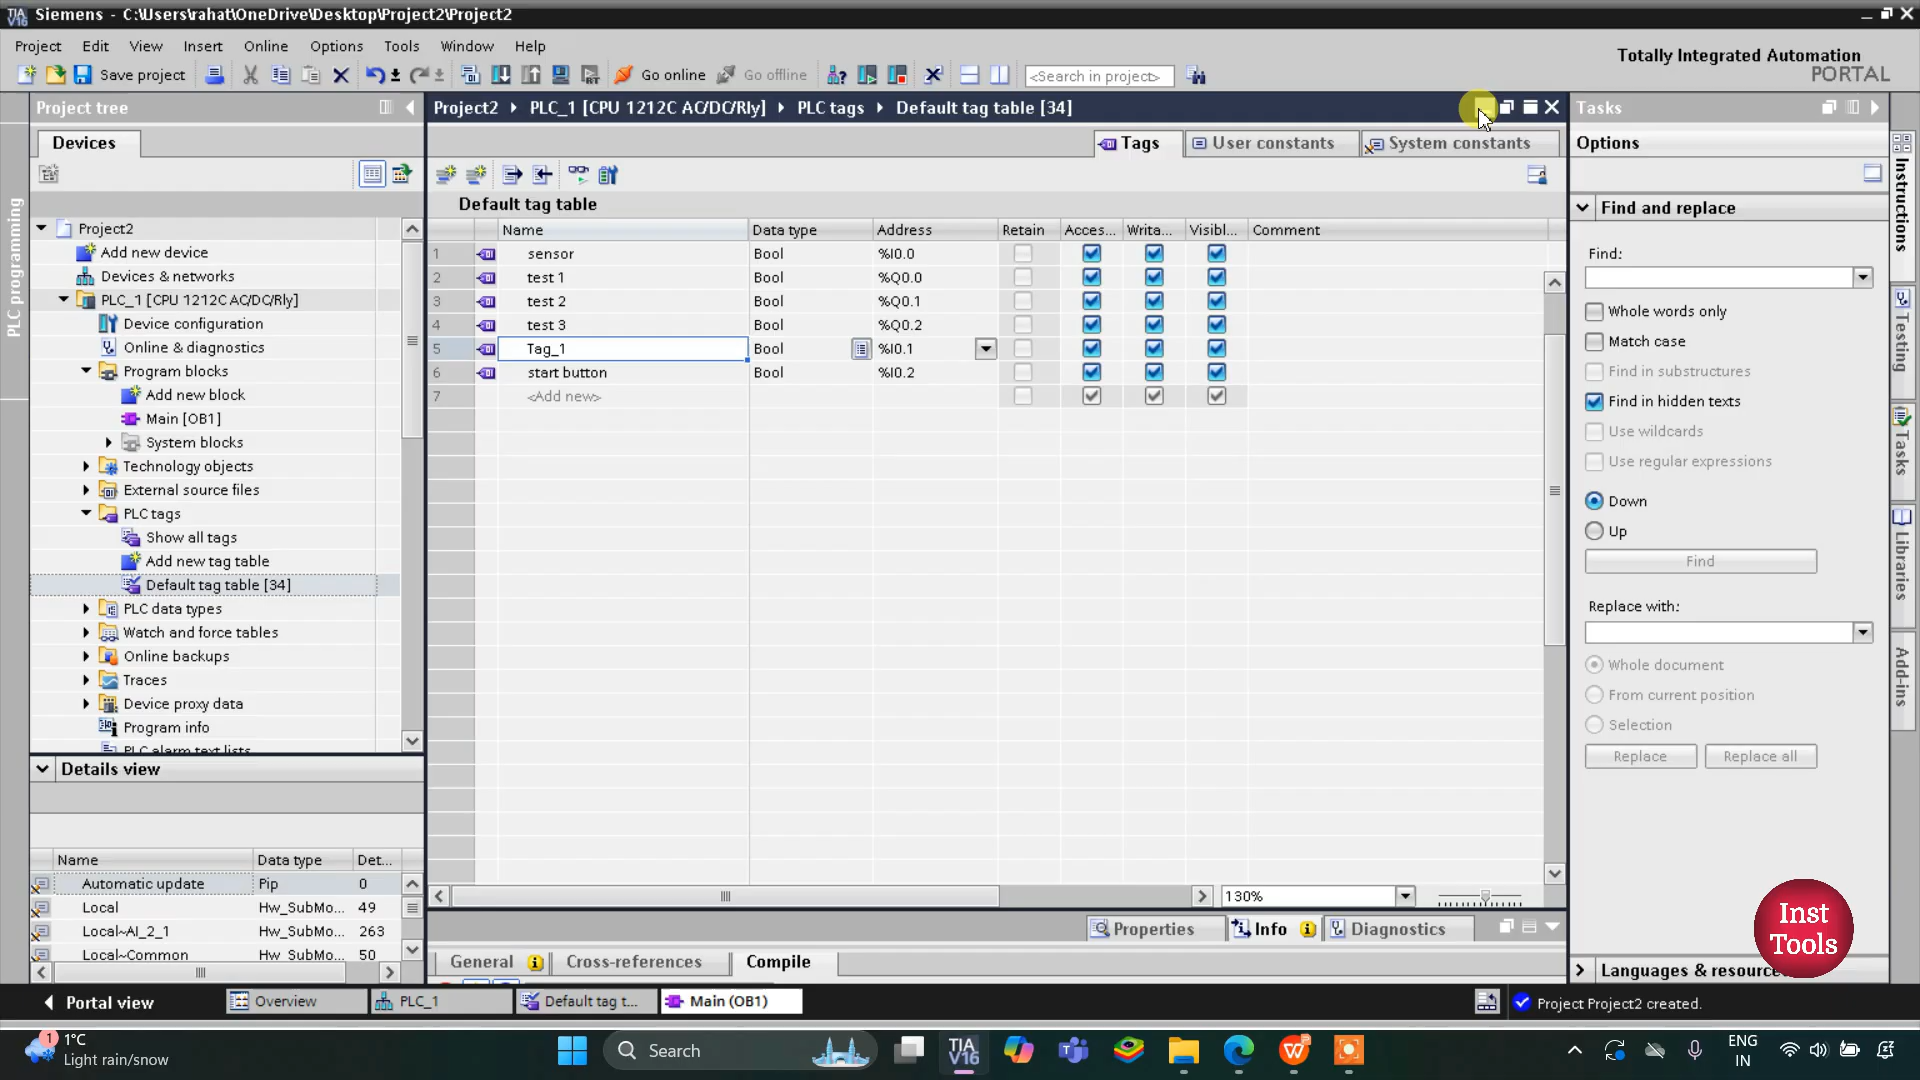 Siemens - C:\Users\rahat\OneDrive\Desktop\Project2\Project2
Project Edit View Insert Online Options Tools Window Help
Totally Integrated Automation
PORTAL
Save project
Go online
Go offline
<Search in project>
Project tree
Project2 PLC_1 [CPU 1212C AC/DC/Rly] PLC tags Default tag table [34]
Tasks
Devices
Tags
User constants
System constants
Options
PLC programming
Default tag table
Name Data type Address Retain Acces... Writa... Visibl... Comment
1 sensor Bool %I0.0
2 test 1 Bool %Q0.0
3 test 2 Bool %Q0.1
4 test 3 Bool %Q0.2
5 Tag_1 Bool %I0.1
6 start button Bool %I0.2
7 <Add new>
Project2
Add new device
Devices & networks
PLC_1 [CPU 1212C AC/DC/Rly]
Device configuration
Online & diagnostics
Program blocks
Add new block
Main [OB1]
System blocks
Technology objects
External source files
PLC tags
Show all tags
Add new tag table
Default tag table [34]
PLC data types
Watch and force tables
Online backups
Traces
Device proxy data
Program info
PLC alarm text lists
Find and replace
Find:
Whole words only
Match case
Find in substructures
Find in hidden texts
Use wildcards
Use regular expressions
Down
Up
Find
Replace with:
Whole document
From current position
Selection
Replace
Replace all
Languages & resource
Instructions
Testing
Tasks
Libraries
Add-ins
Details view
Name Data type Det...
Automatic update Pip 0
Local Hw_SubMo... 49
Local~AI_2_1 Hw_SubMo... 263
Local~Common Hw_SubMo... 50
130%
Properties
Info
Diagnostics
General
Cross-references
Compile
Inst
Tools
Portal view
Overview
PLC_1
Default tag t...
Main (OB1)
Project Project2 created.
1
1°C
Light rain/snow
Search
TIA
V16
ENG
IN